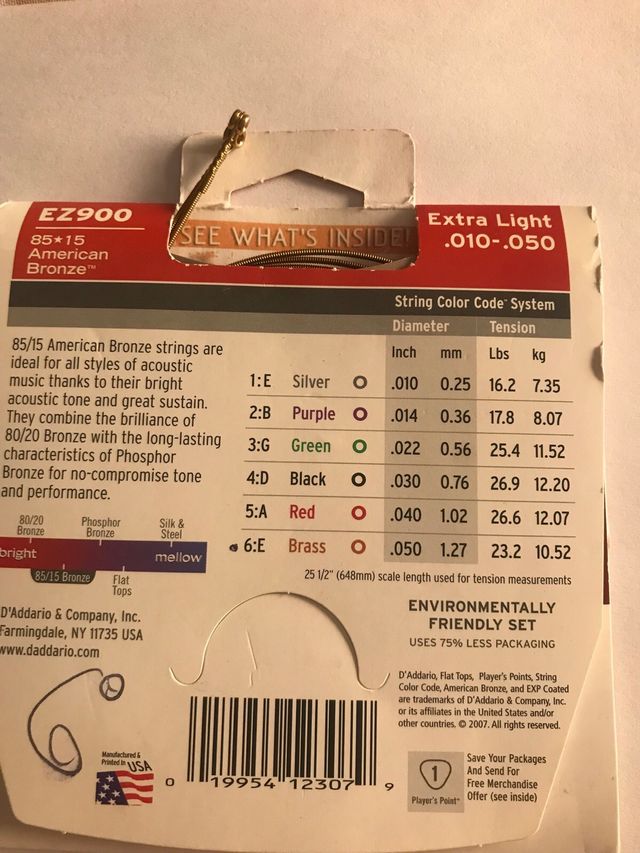 EZ900
85★15
American
Bronze™
SEE WHAT'S INSIDE!
Extra Light
.010-.050
String Color Code™ System
Diameter Tension
Inch mm Lbs kg
1:E Silver .010 0.25 16.2 7.35
2:B Purple .014 0.36 17.8 8.07
3:G Green .022 0.56 25.4 11.52
4:D Black .030 0.76 26.9 12.20
5:A Red .040 1.02 26.6 12.07
6:E Brass .050 1.27 23.2 10.52
25 1/2" (648mm) scale length used for tension measurements
85/15 American Bronze strings are
ideal for all styles of acoustic
music thanks to their bright
acoustic tone and great sustain.
They combine the brilliance of
80/20 Bronze with the long-lasting
characteristics of Phosphor
Bronze for no-compromise tone
and performance.
80/20
Bronze
Phosphor
Bronze
Silk &
Steel
bright
mellow
85/15 Bronze
Flat
Tops
D'Addario & Company, Inc.
Farmingdale, NY 11735 USA
www.daddario.com
ENVIRONMENTALLY
FRIENDLY SET
USES 75% LESS PACKAGING
D'Addario, Flat Tops, Player's Points, String
Color Code, American Bronze, and EXP Coated
are trademarks of D'Addario & Company, Inc.
or its affiliates in the United States and/or
other countries. © 2007. All rights reserved.
Manufactured &
Printed in USA
0 19954 12307 9
1
Player's Point™
Save Your Packages
And Send For
Free Merchandise
Offer (see inside)